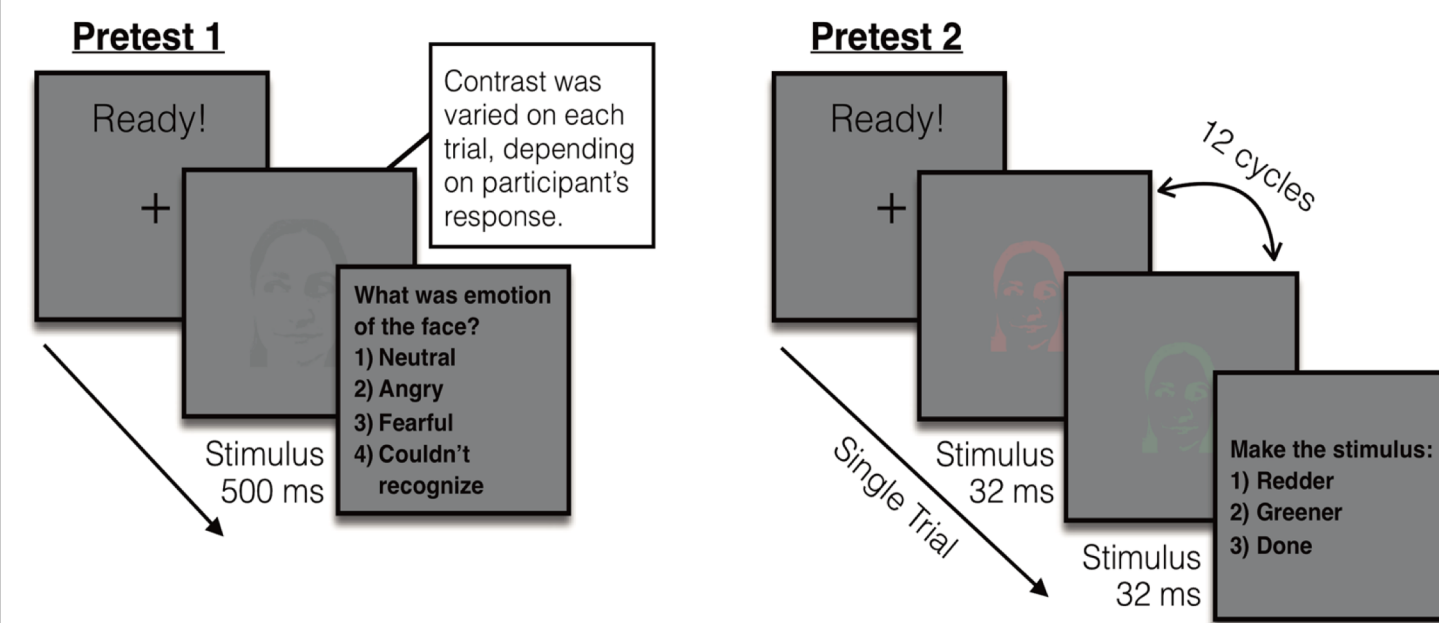 Pretest 1
Ready!
+
Contrast was
varied on each
trial, depending
on participant's
response.
What was emotion
of the face?
1) Neutral
2) Angry
3) Fearful
4) Couldn't
recognize
Stimulus
500 ms
Pretest 2
Ready!
+
12 cycles
Stimulus
32 ms
Single Trial
Stimulus
32 ms
Make the stimulus:
1) Redder
2) Greener
3) Done